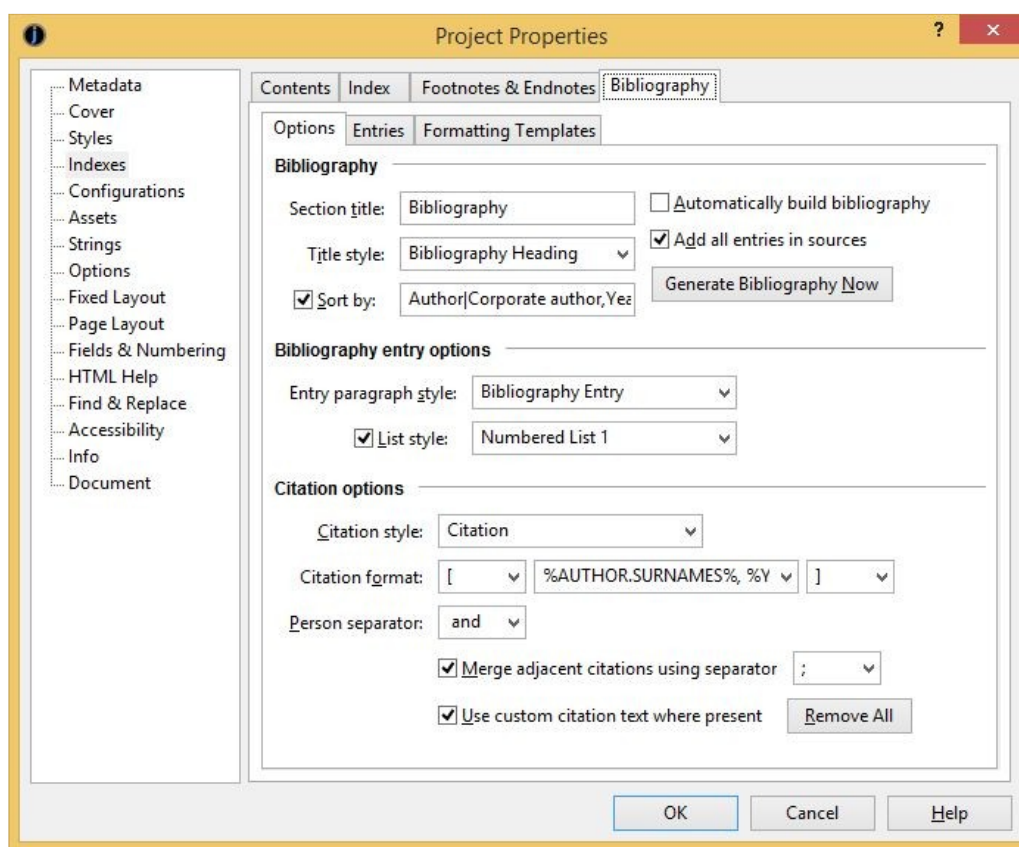 Project Properties
?
×
Metadata
Cover
Styles
Indexes
Configurations
Assets
Strings
Options
Fixed Layout
Page Layout
Fields & Numbering
HTML Help
Find & Replace
Accessibility
Info
Document
Contents Index Footnotes & Endnotes Bibliography
Options Entries Formatting Templates
Bibliography
Section title: Bibliography
Automatically build bibliography
Title style: Bibliography Heading
Add all entries in sources
Sort by: Author|Corporate author,Yea
Generate Bibliography Now
Bibliography entry options
Entry paragraph style: Bibliography Entry
List style: Numbered List 1
Citation options
Citation style: Citation
Citation format: [ %AUTHOR.SURNAMES%, %Y ]
Person separator: and
Merge adjacent citations using separator ;
Use custom citation text where present Remove All
OK Cancel Help